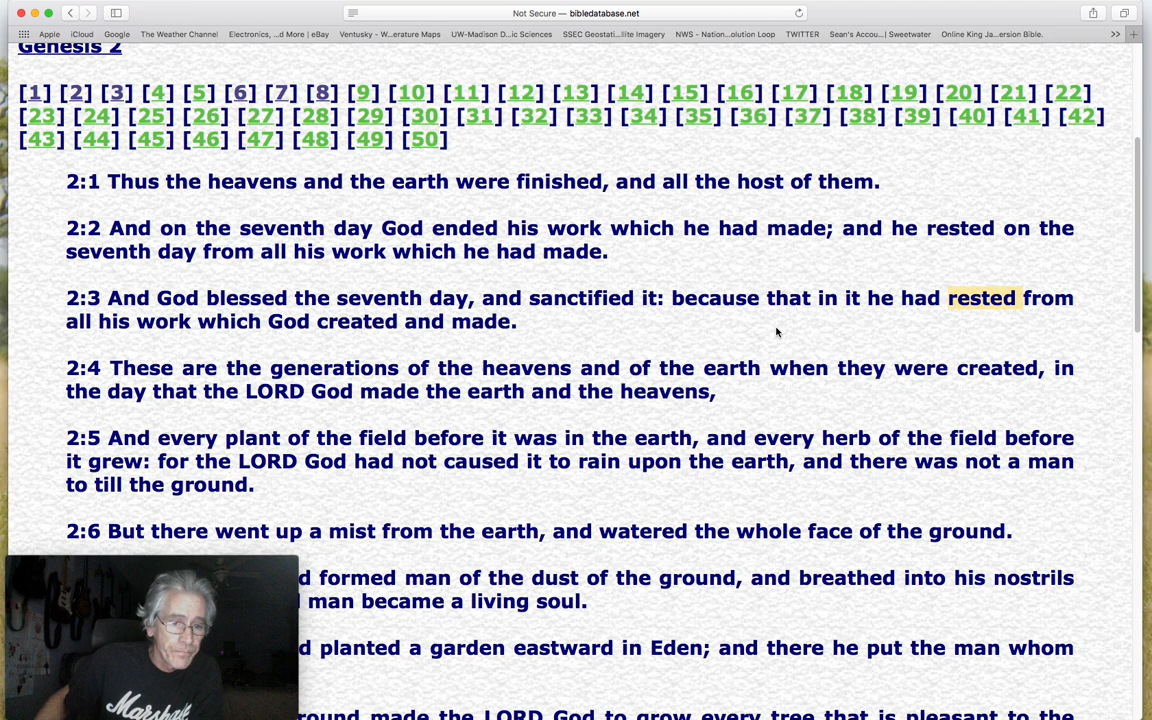 Not Secure — bibledatabase.net
Apple iCloud Google The Weather Channel Electronics, ...d More | eBay Ventusky -W...erature Maps UW-Madison D...ic Sciences SSEC Geostati...llite Imagery NWS - Nation...olution Loop TWITTER Sean's Accou...| Sweetwater Online King Ja...ersion Bible. >> +
Genesis 2
[1] [2] [3] [4] [5] [6] [7] [8] [9] [10] [11] [12] [13] [14] [15] [16] [17] [18] [19] [20] [21] [22]
[23] [24] [25] [26] [27] [28] [29] [30] [31] [32] [33] [34] [35] [36] [37] [38] [39] [40] [41] [42]
[43] [44] [45] [46] [47] [48] [49] [50]
2:1 Thus the heavens and the earth were finished, and all the host of them.
2:2 And on the seventh day God ended his work which he had made; and he rested on the
seventh day from all his work which he had made.
2:3 And God blessed the seventh day, and sanctified it: because that in it he had rested from
all his work which God created and made.
2:4 These are the generations of the heavens and of the earth when they were created, in
the day that the LORD God made the earth and the heavens,
2:5 And every plant of the field before it was in the earth, and every herb of the field before
it grew: for the LORD God had not caused it to rain upon the earth, and there was not a man
to till the ground.
2:6 But there went up a mist from the earth, and watered the whole face of the ground.
d formed man of the dust of the ground, and breathed into his nostrils
man became a living soul.
d planted a garden eastward in Eden; and there he put the man whom
round made the LORD God to grow every tree that is pleasant to the
Marshall